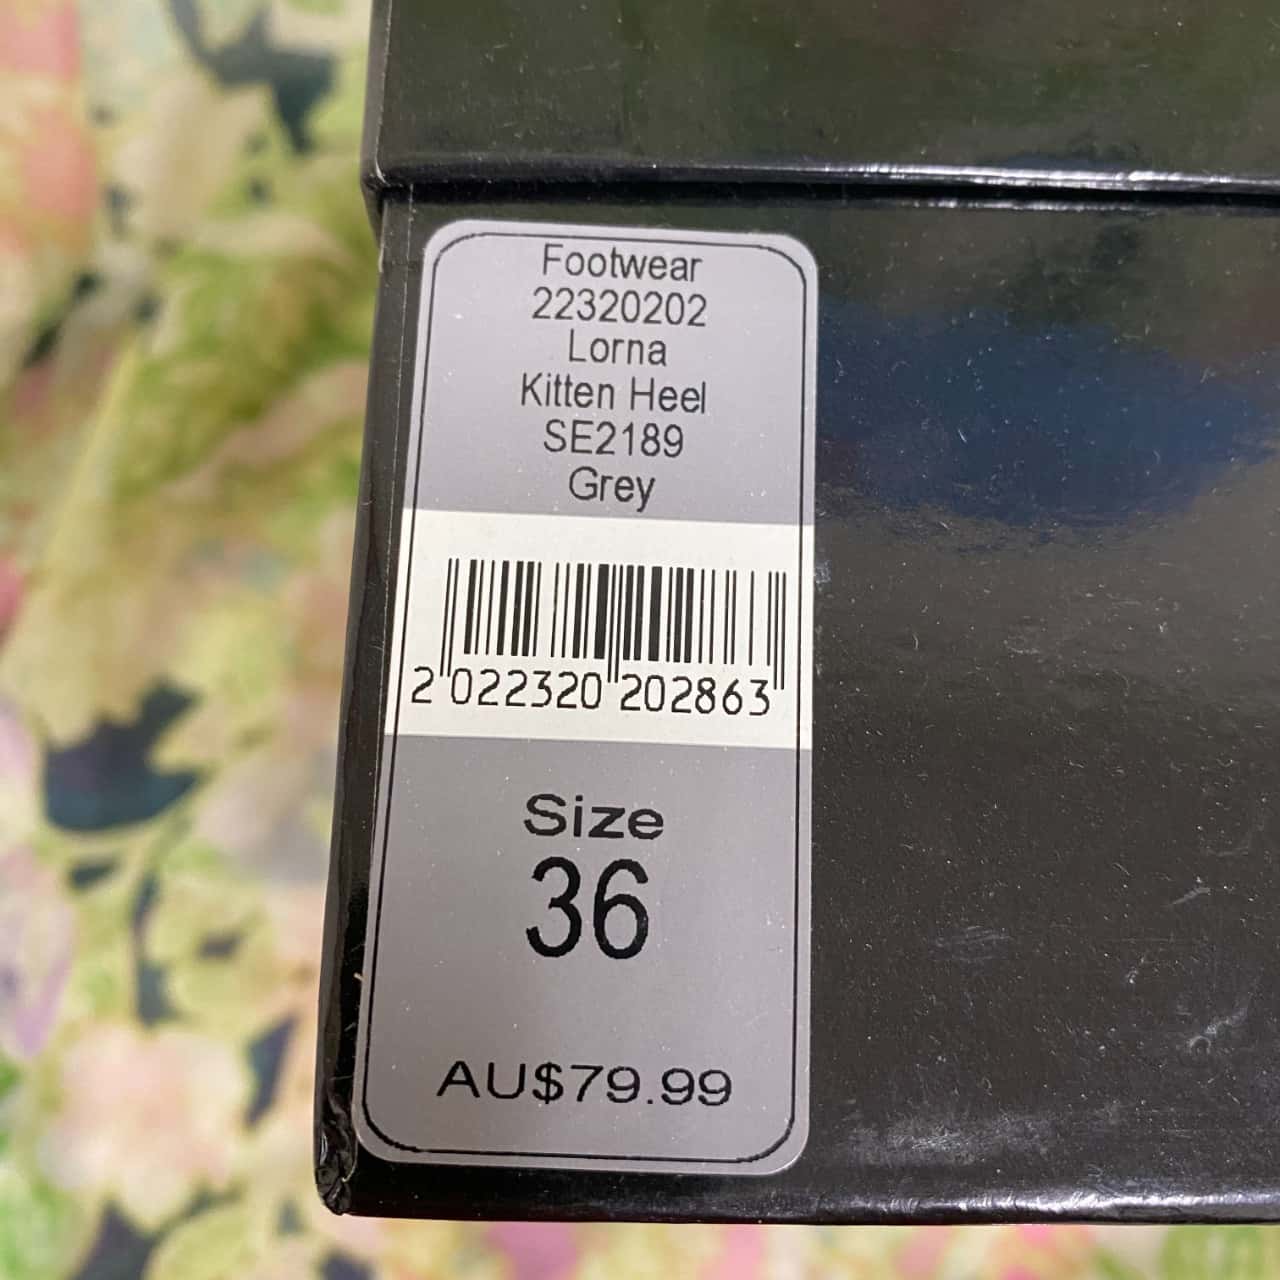 Footwear
22320202
Lorna
Kitten Heel
SE2189
Grey
2 022320 202863
Size
36
AU$79.99